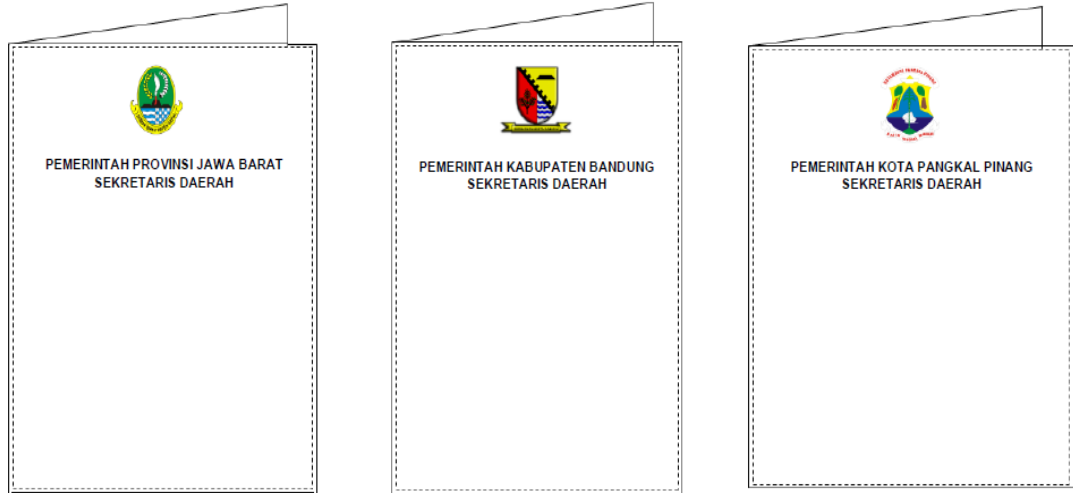 PEMERINTAH PROVINSI JAWA BARAT
SEKRETARIS DAERAH
PEMERINTAH KABUPATEN BANDUNG
SEKRETARIS DAERAH
PEMERINTAH KOTA PANGKAL PINANG
SEKRETARIS DAERAH